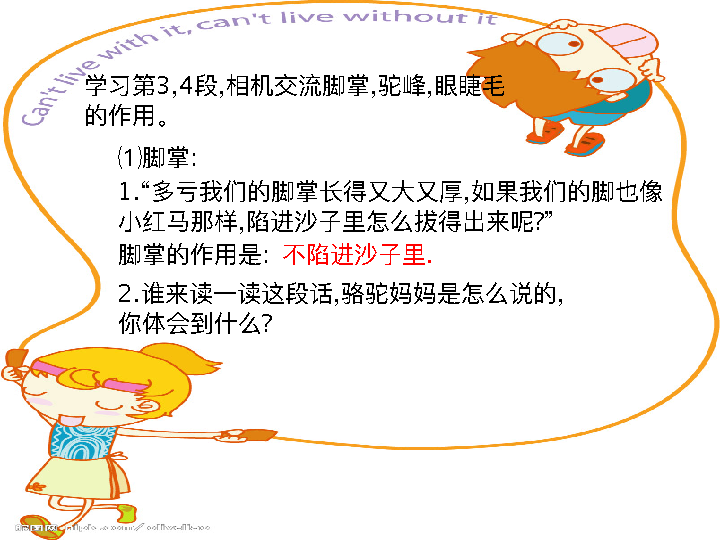 Can't live with it, can't live without it
学习第3,4段,相机交流脚掌,驼峰,眼睫毛
的作用。
⑴脚掌:
1.“多亏我们的脚掌长得又大又厚,如果我们的脚也像
小红马那样,陷进沙子里怎么拔得出来呢?”
脚掌的作用是: 不陷进沙子里.
2.谁来读一读这段话,骆驼妈妈是怎么说的,
你体会到什么?